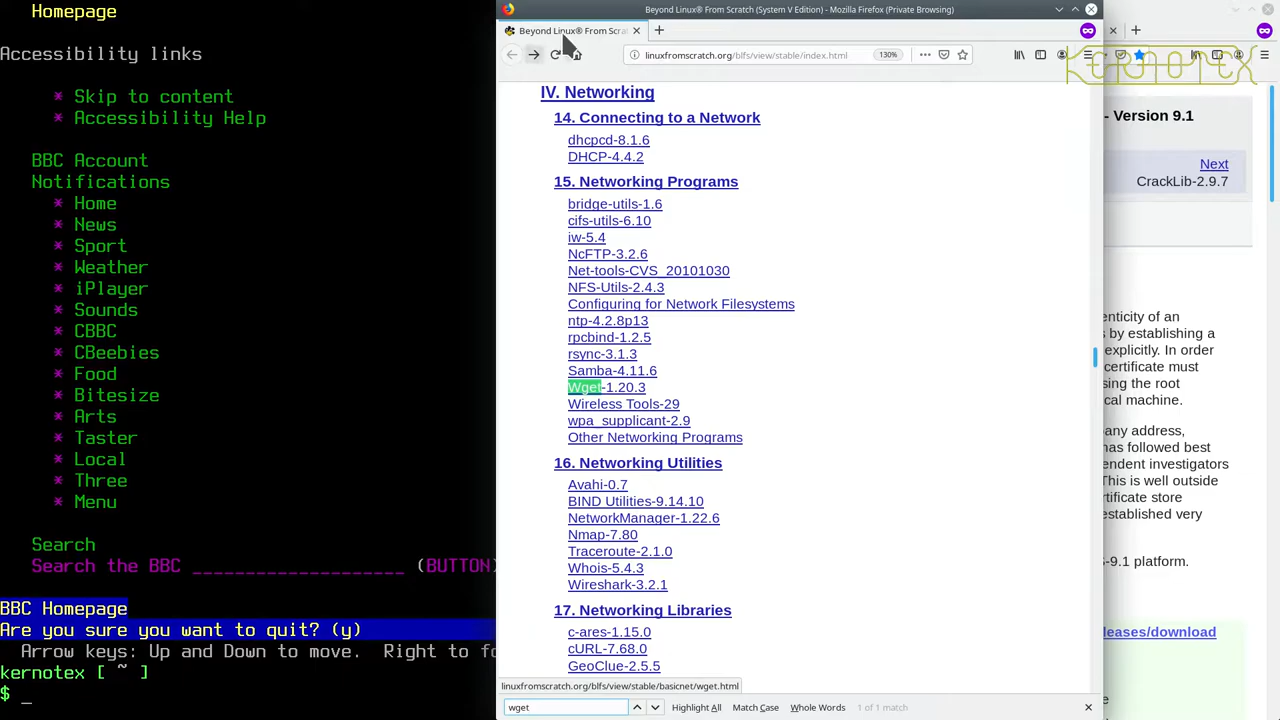 Homepage
Accessibility links
* Skip to content
* Accessibility Help
BBC Account
Notifications
* Home
* News
* Sport
* Weather
* iPlayer
* Sounds
* CBBC
* CBeebies
* Food
* Bitesize
* Arts
* Taster
* Local
* Three
* Menu
Search
Search the BBC ____________________ (BUTTON)
BBC Homepage
Are you sure you want to quit? (y)
Arrow keys: Up and Down to move. Right to fo
kernotex [ ~ ]
$ _
Beyond Linux® From Scratch (System V Edition) - Mozilla Firefox (Private Browsing)
Beyond Linux® From Scra
linuxfromscratch.org/blfs/view/stable/index.html
130%
IV. Networking
14. Connecting to a Network
dhcpcd-8.1.6
DHCP-4.4.2
15. Networking Programs
bridge-utils-1.6
cifs-utils-6.10
iw-5.4
NcFTP-3.2.6
Net-tools-CVS_20101030
NFS-Utils-2.4.3
Configuring for Network Filesystems
ntp-4.2.8p13
rpcbind-1.2.5
rsync-3.1.3
Samba-4.11.6
Wget-1.20.3
Wireless Tools-29
wpa_supplicant-2.9
Other Networking Programs
16. Networking Utilities
Avahi-0.7
BIND Utilities-9.14.10
NetworkManager-1.22.6
Nmap-7.80
Traceroute-2.1.0
Whois-5.4.3
Wireshark-3.2.1
17. Networking Libraries
c-ares-1.15.0
cURL-7.68.0
GeoClue-2.5.5
linuxfromscratch.org/blfs/view/stable/basicnet/wget.html
wget
Highlight All
Match Case
Whole Words
1 of 1 match
KERNOTEX
- Version 9.1
Next
CrackLib-2.9.7
enticity of an
s by establishing a
explicitly. In order
certificate must
sing the root
cal machine.
any address,
has followed best
endent investigators
This is well outside
rtificate store
established very
S-9.1 platform.
eleases/download